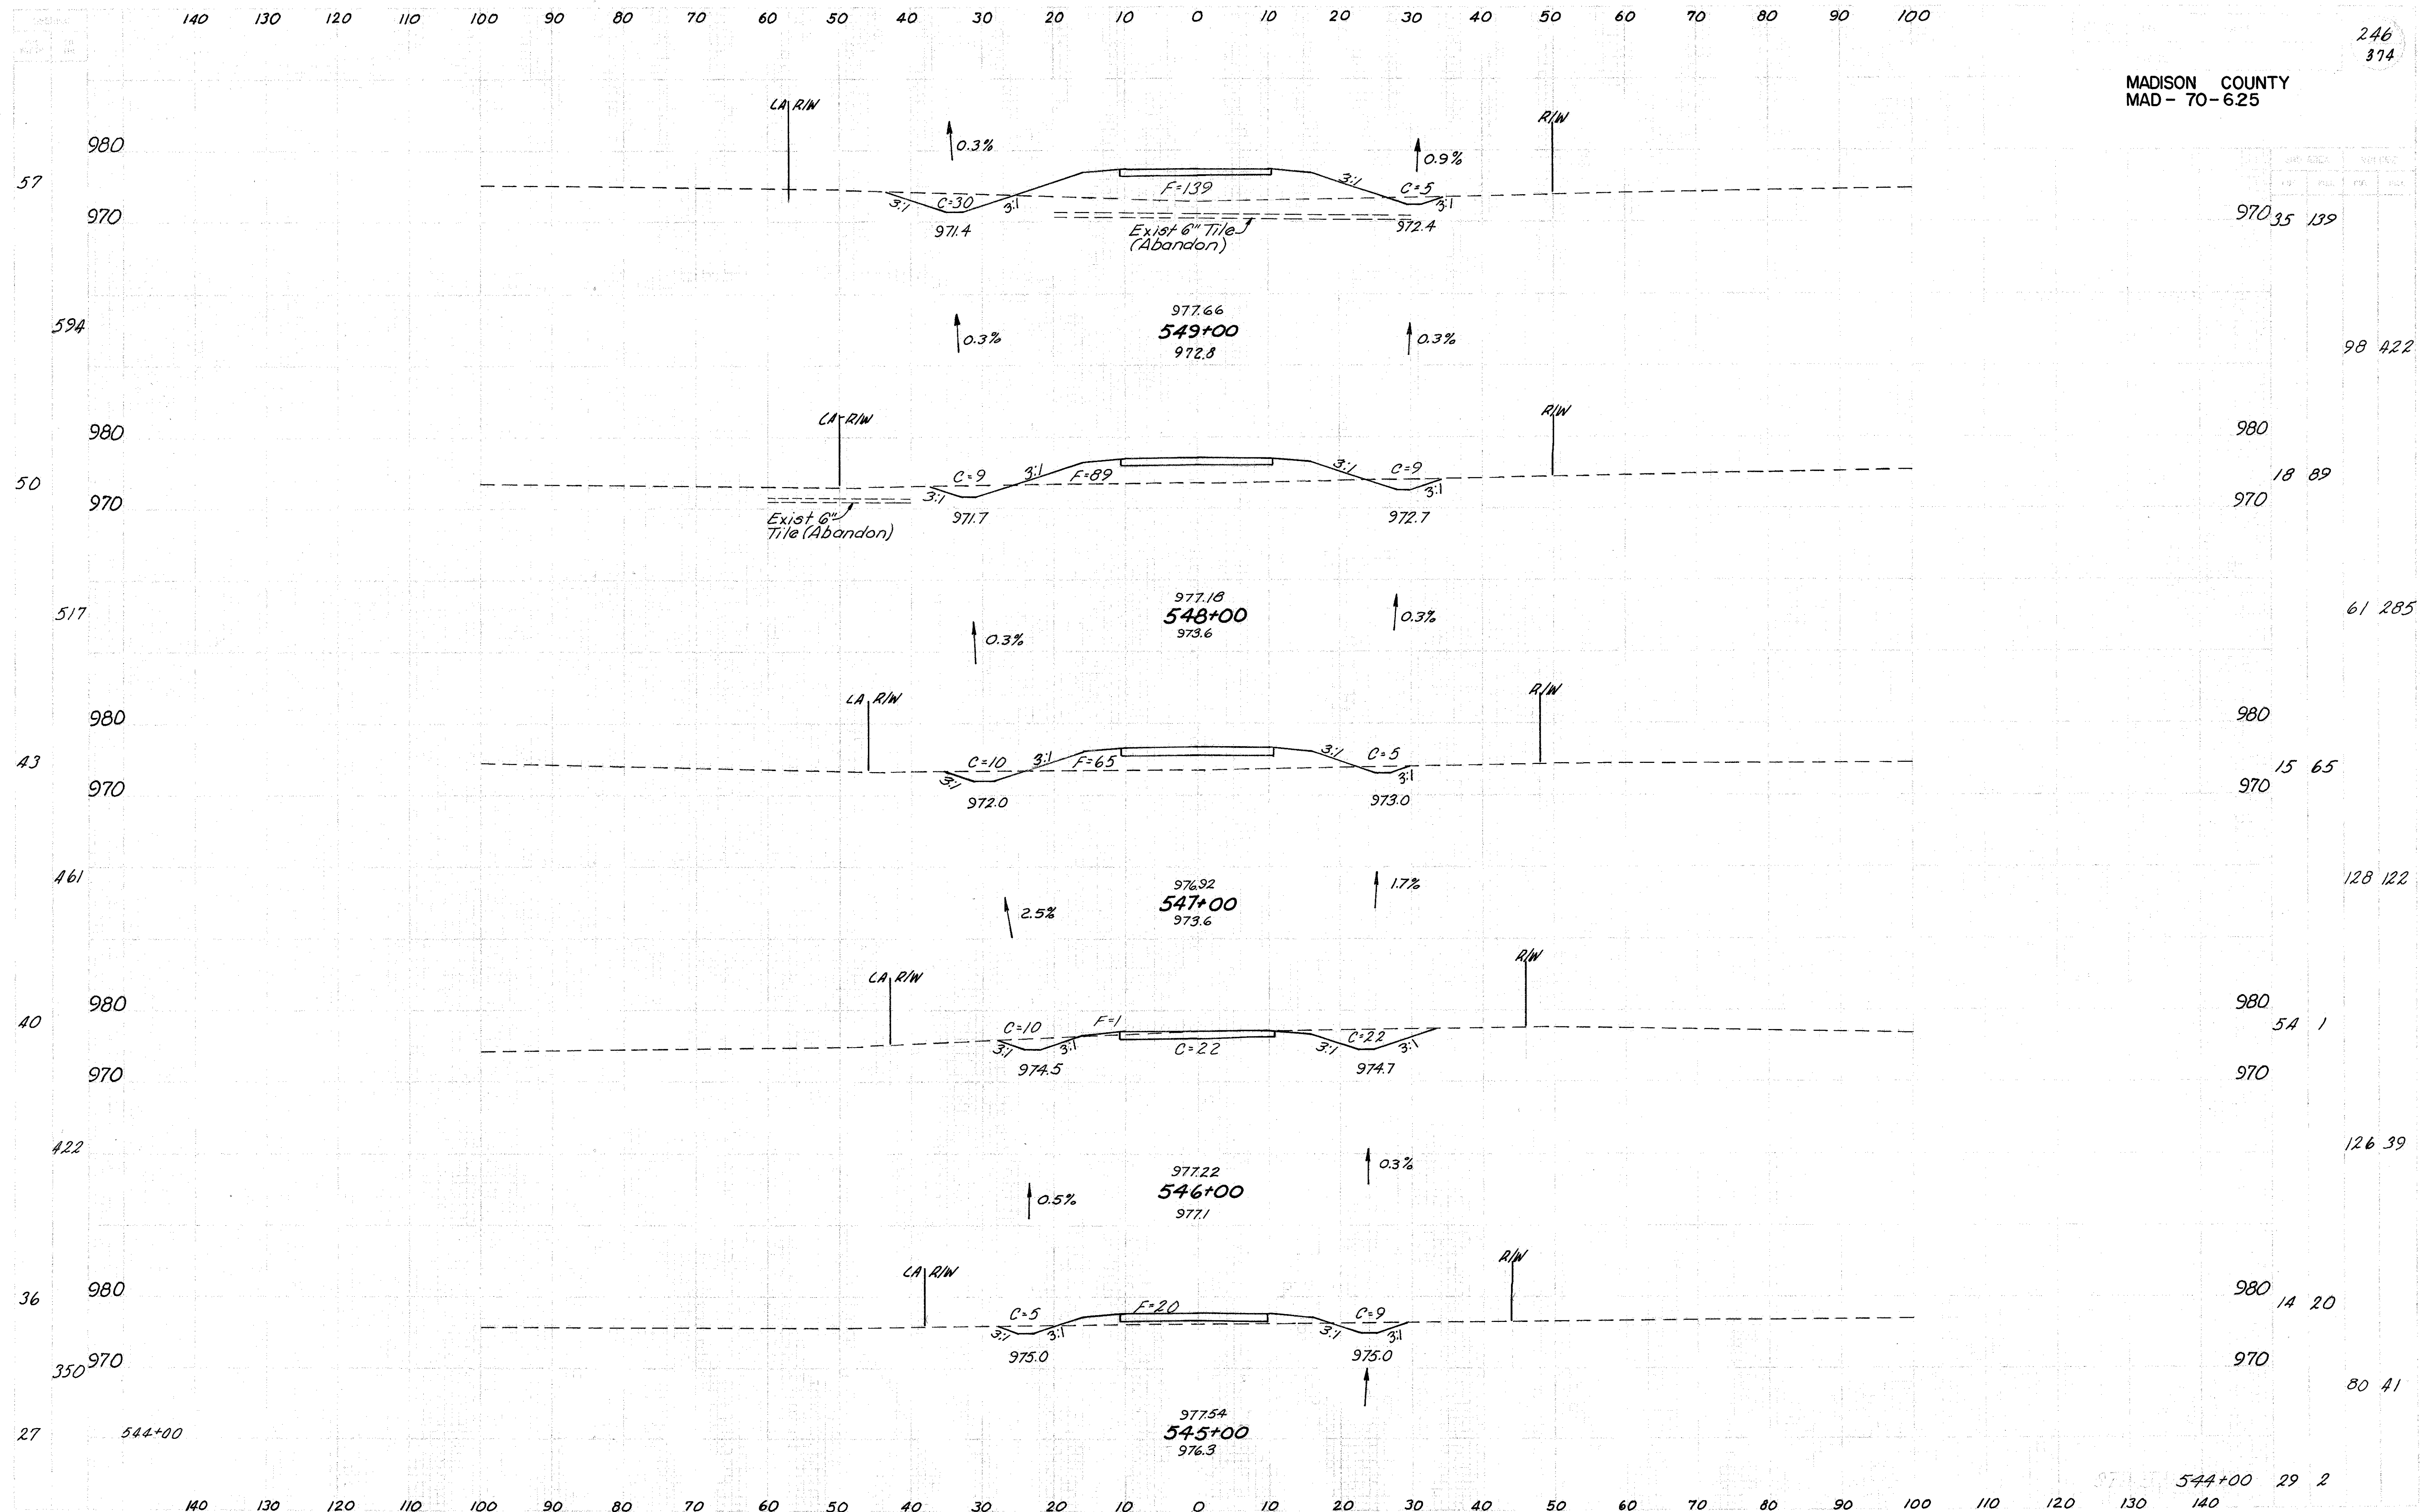 140 130 120 110 100 90 80 70 60 50 40 30 20 10 0 10 20 30 40 50 60 70 80 90 100
246
374
MADISON COUNTY
MAD - 70-6.25
LA R/W
R/W
0.3%
0.9%
980
57
F=139
3:1
C=5
3:1
C=30
3:1
3:1
970
970 35 139
971.4
Exist 6" Tile
(Abandon)
972.4
977.66
594
549+00
0.3%
0.3%
972.8
98 422
LA R/W
R/W
980
980
C=9
3:1
F=89
3:1
C=9
50
18 89
970
3:1
3:1
970
Exist 6"
Tile (Abandon)
971.7
972.7
977.18
517
548+00
0.3%
61 285
973.6
0.3%
LA R/W
R/W
980
980
43
C=10
3:1
F=65
3:1
C=5
15 65
970
3:1
3:1
970
972.0
973.0
461
976.92
1.7%
128 122
547+00
2.5%
973.6
LA R/W
R/W
980
980
40
C=10
F=1
54 1
3:1
3:1
C=22
3:1
C=22
3:1
970
974.5
974.7
970
422
126 39
977.22
0.3%
546+00
0.5%
977.1
LA R/W
R/W
980
980
36
C=5
F=20
C=9
14 20
3:1
3:1
3:1
3:1
970
975.0
975.0
970
350
80 41
977.54
27
544+00
545+00
976.3
544+00 29 2
140 130 120 110 100 90 80 70 60 50 40 30 20 10 0 10 20 30 40 50 60 70 80 90 100 110 120 130 140